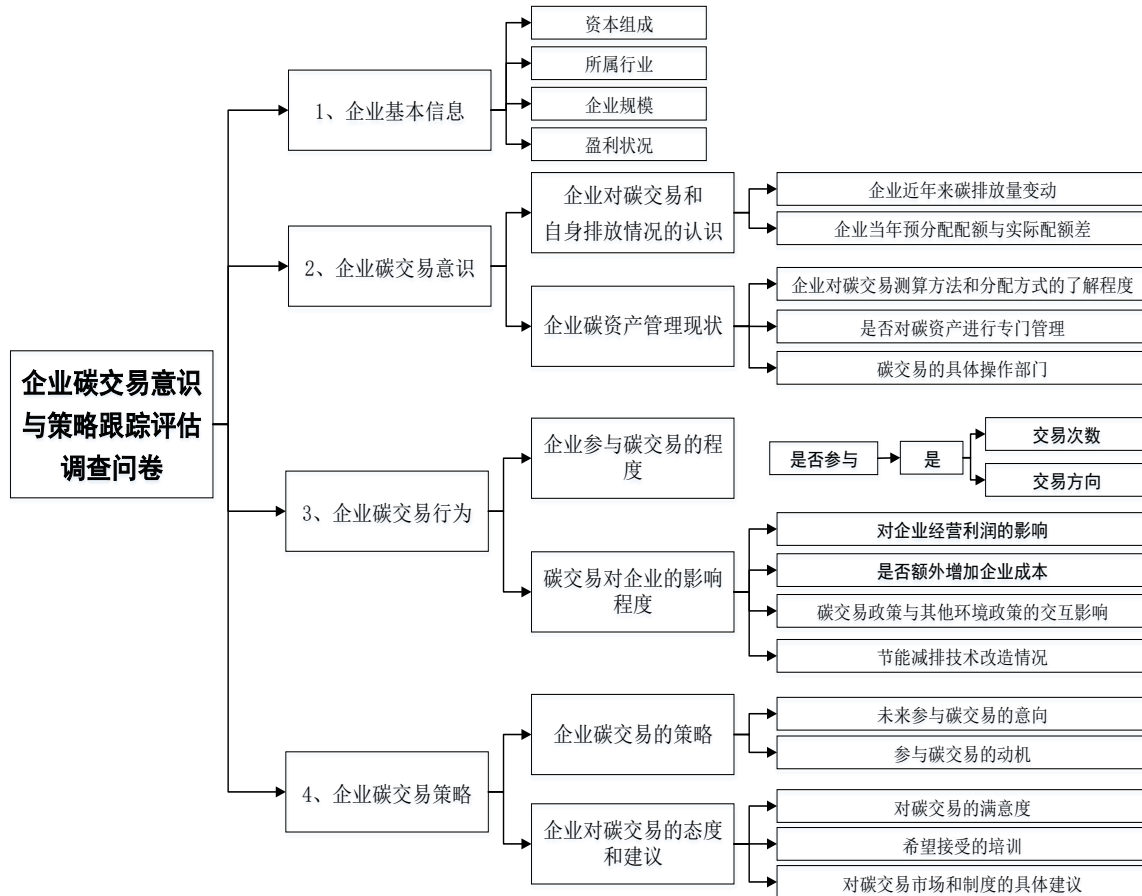 企业碳交易意识
与策略跟踪评估
调查问卷
1、企业基本信息
资本组成
所属行业
企业规模
盈利状况
2、企业碳交易意识
企业对碳交易和
自身排放情况的认识
企业近年来碳排放量变动
企业当年预分配配额与实际配额差
企业碳资产管理现状
企业对碳交易测算方法和分配方式的了解程度
是否对碳资产进行专门管理
碳交易的具体操作部门
3、企业碳交易行为
企业参与碳交易的程
度
是否参与
是
交易次数
交易方向
碳交易对企业的影响
程度
对企业经营利润的影响
是否额外增加企业成本
碳交易政策与其他环境政策的交互影响
节能减排技术改造情况
4、企业碳交易策略
企业碳交易的策略
未来参与碳交易的意向
参与碳交易的动机
企业对碳交易的态度
和建议
对碳交易的满意度
希望接受的培训
对碳交易市场和制度的具体建议